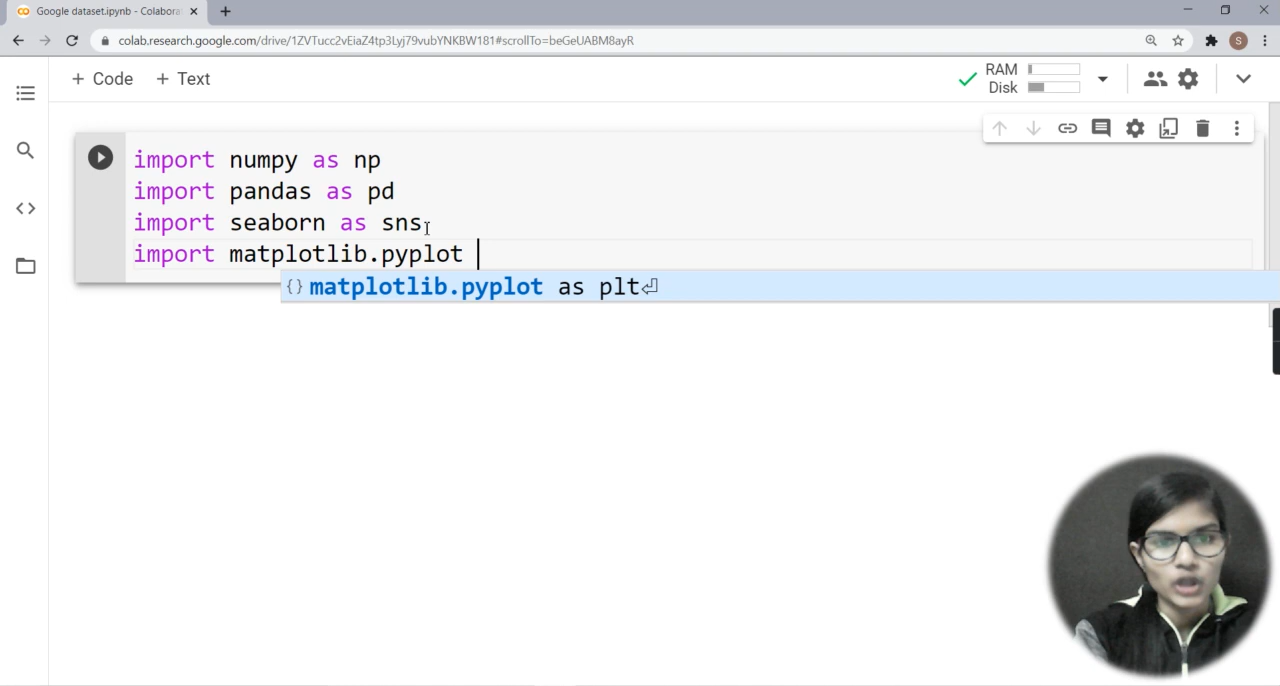 Google dataset.ipynb - Colabora
colab.research.google.com/drive/1ZVTucc2vEiaZ4tp3Lyj79vubYNKBW181#scrollTo=beGeUABM8ayR
S
+ Code + Text
RAM
Disk
import numpy as np
import pandas as pd
import seaborn as sns
import matplotlib.pyplot
{} matplotlib.pyplot as plt